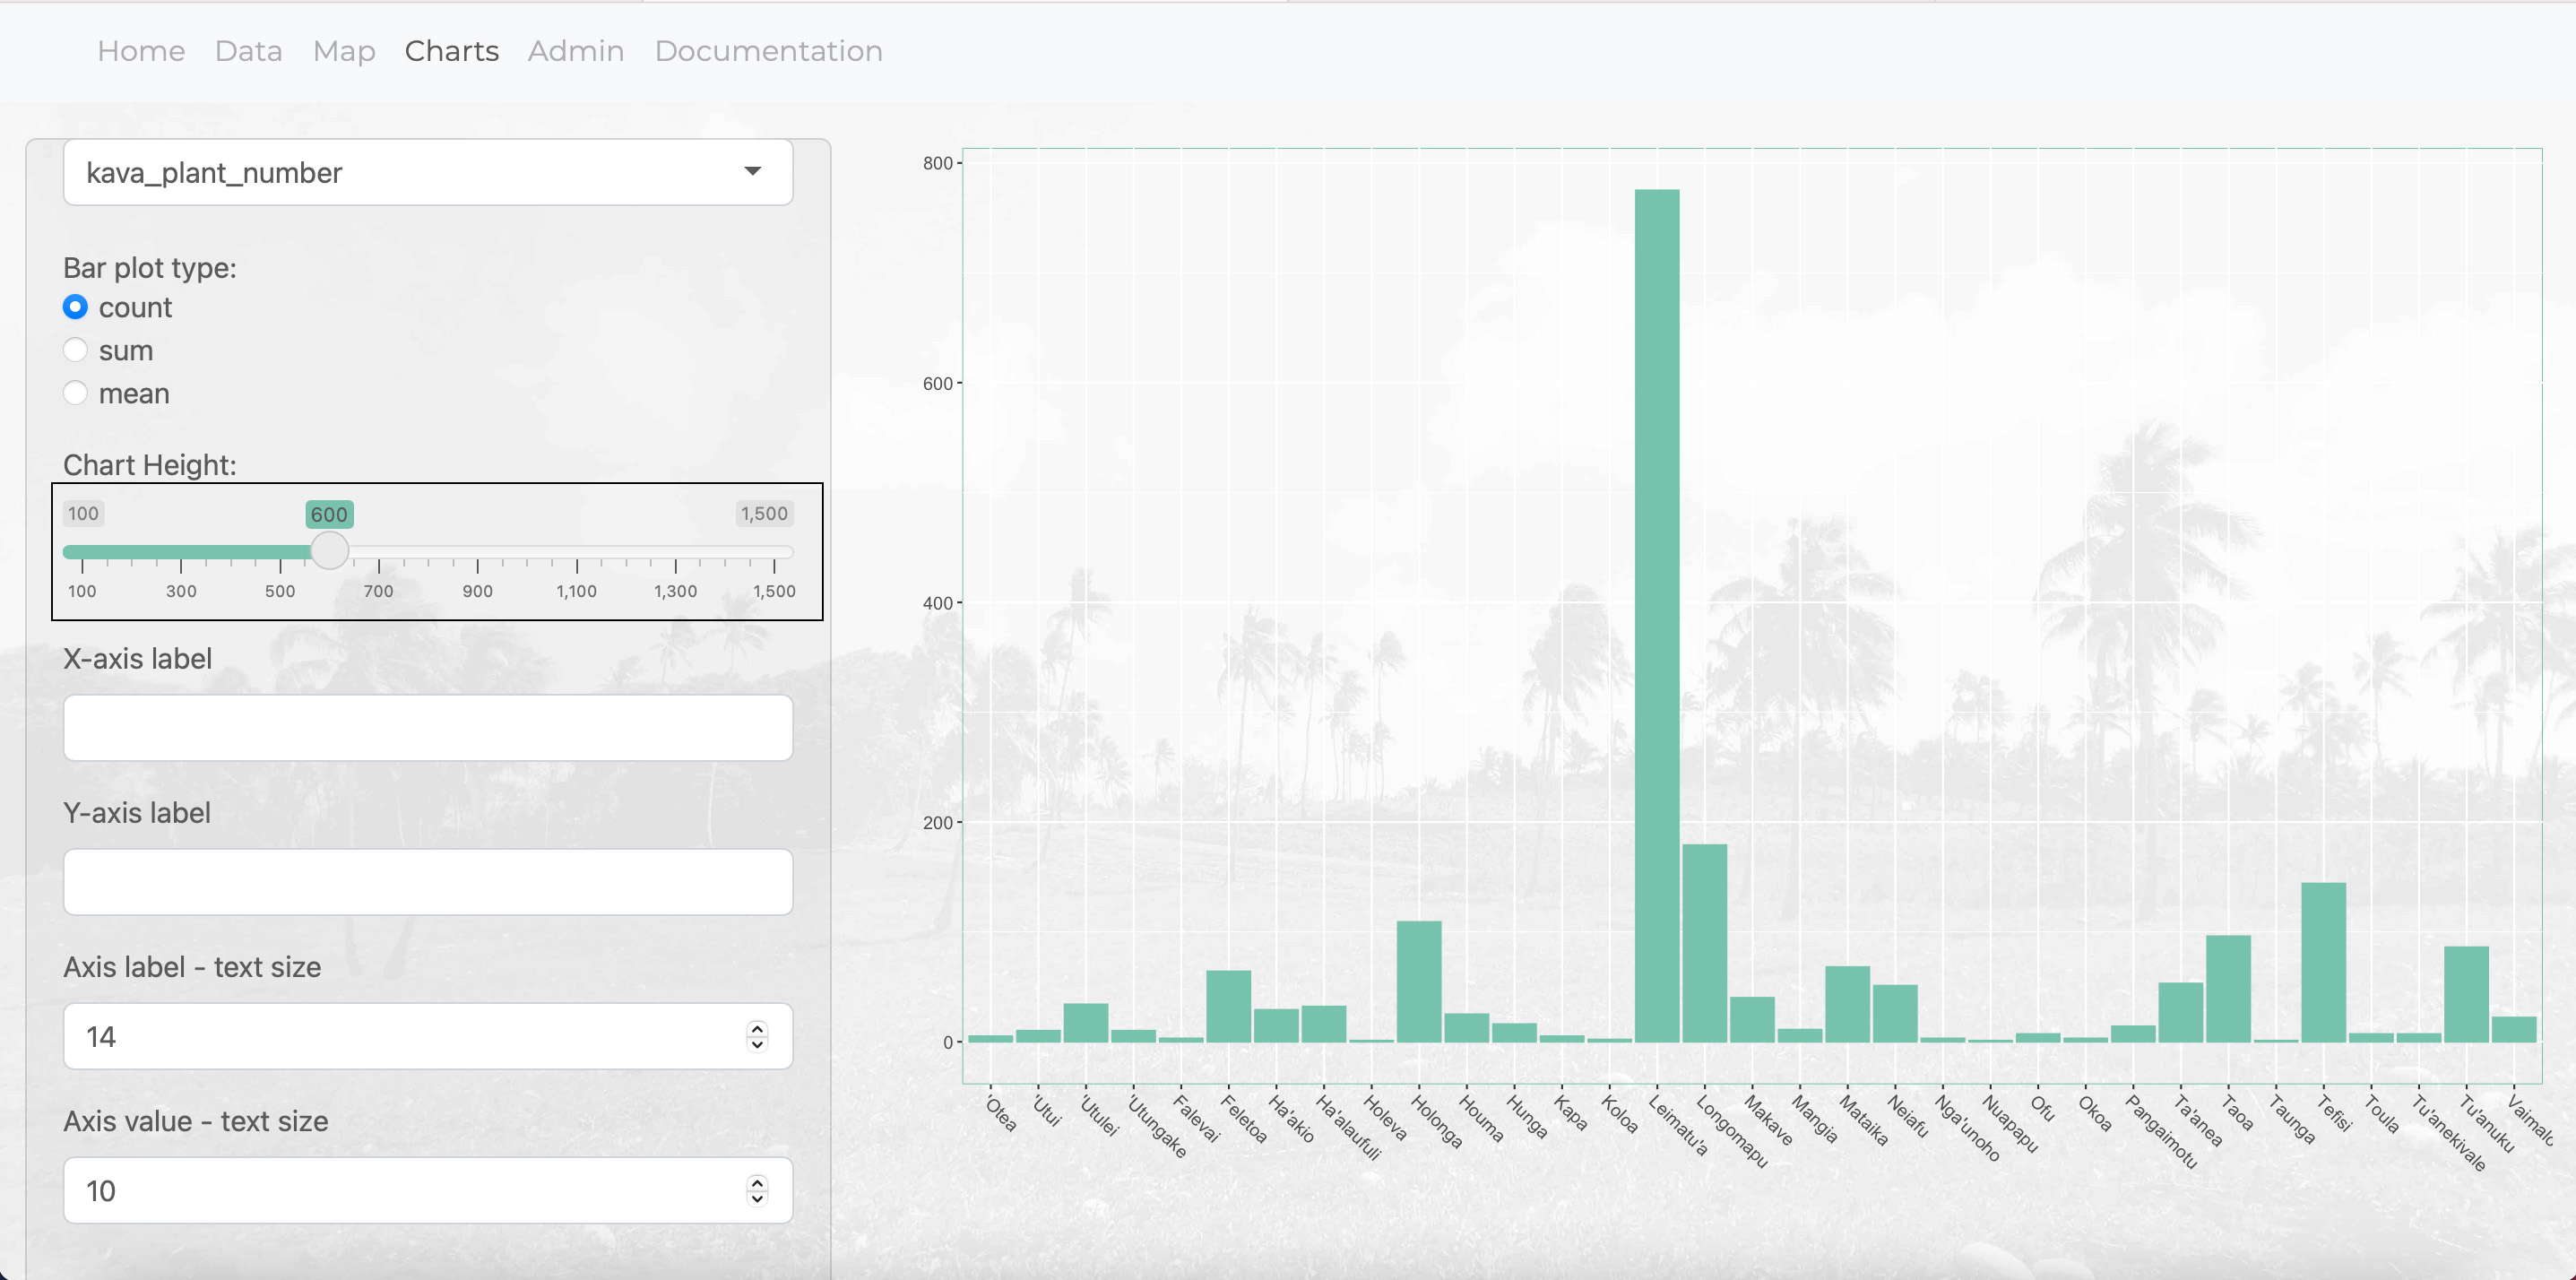 Home Data Map Charts Admin Documentation
kava_plant_number
Bar plot type:
count
sum
mean
Chart Height:
100 600 1,500
100 300 500 700 900 1,100 1,300 1,500
X-axis label
Y-axis label
Axis label - text size
14
Axis value - text size
10
800
600
400
200
0
'Otea
'Utui
'Utulei
'Utungake
Falevai
Feletoa
Ha'akio
Ha'alaufuli
Holeva
Holonga
Houma
Hunga
Kapa
Koloa
Leimatu'a
Longomapu
Makave
Mangia
Mataika
Neiafu
Nga'unoho
Nuapapu
Ofu
Okoa
Pangaimotu
Ta'anea
Taoa
Taunga
Tefisi
Toula
Tu'anekivale
Tu'anuku